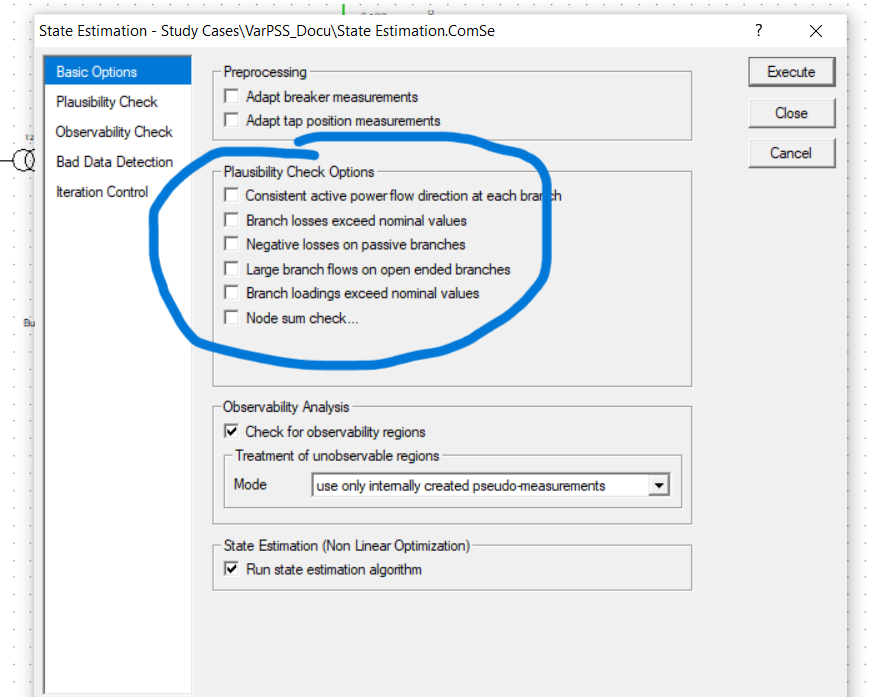 State Estimation - Study Cases\VarPSS_Docu\State Estimation.ComSe
?
Basic Options
Plausibility Check
Observability Check
Bad Data Detection
Iteration Control
Preprocessing
Adapt breaker measurements
Adapt tap position measurements
Plausibility Check Options
Consistent active power flow direction at each branch
Branch losses exceed nominal values
Negative losses on passive branches
Large branch flows on open ended branches
Branch loadings exceed nominal values
Node sum check...
Observability Analysis
Check for observability regions
Treatment of unobservable regions
Mode
use only internally created pseudo-measurements
State Estimation (Non Linear Optimization)
Run state estimation algorithm
Execute
Close
Cancel
T2
Bu